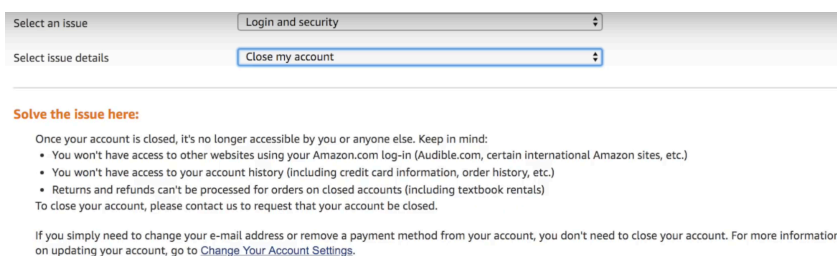 Select an issue Login and security
Select issue details Close my account
Solve the issue here:
Once your account is closed, it's no longer accessible by you or anyone else. Keep in mind:
• You won't have access to other websites using your Amazon.com log-in (Audible.com, certain international Amazon sites, etc.)
• You won't have access to your account history (including credit card information, order history, etc.)
• Returns and refunds can't be processed for orders on closed accounts (including textbook rentals)
To close your account, please contact us to request that your account be closed.
If you simply need to change your e-mail address or remove a payment method from your account, you don't need to close your account. For more information
on updating your account, go to Change Your Account Settings.